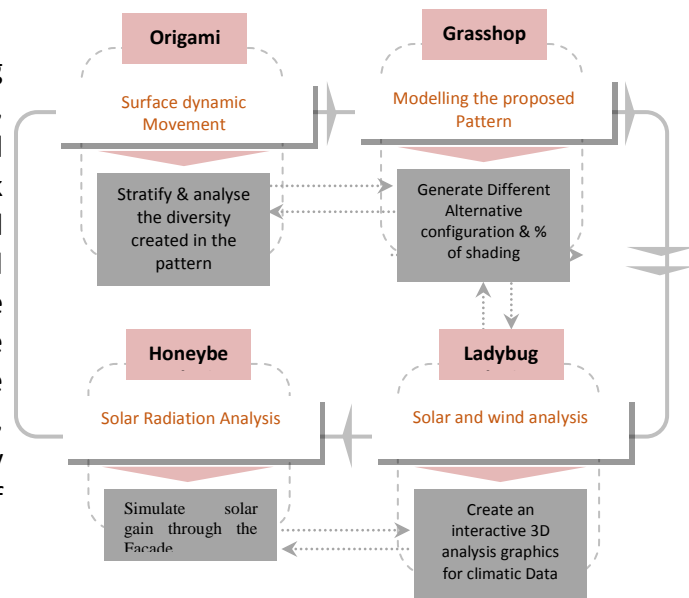 Origami
Surface dynamic
Movement
Stratify & analyse
the diversity
created in the
pattern
Grasshop
Modelling the proposed
Pattern
Generate Different
Alternative
configuration & %
of shading
Honeybe
Solar Radiation Analysis
Simulate solar
gain through the
Facade
Ladybug
Solar and wind analysis
Create an
interactive 3D
analysis graphics
for climatic Data